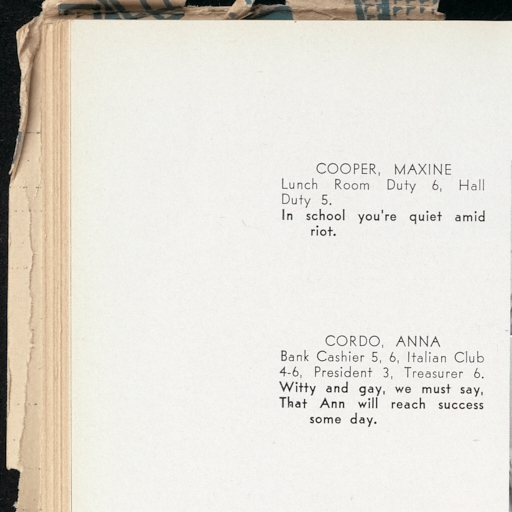 COOPER, MAXINE
Lunch Room Duty 6, Hall
Duty 5.
In school you're quiet amid
riot.
CORDO, ANNA
Bank Cashier 5, 6, Italian Club
4-6, President 3, Treasurer 6.
Witty and gay, we must say,
That Ann will reach success
some day.